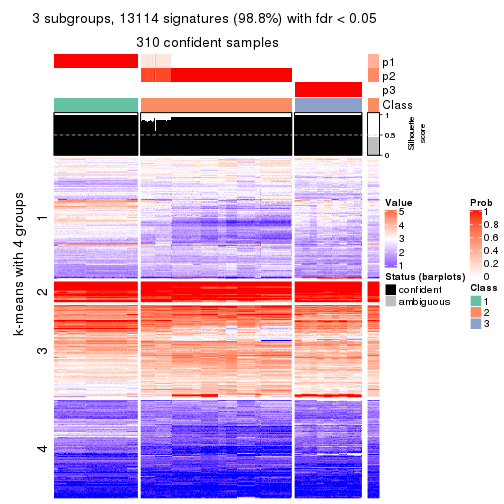 3 subgroups, 13114 signatures (98.8%) with fdr < 0.05
310 confident samples
p1
p2
p3
Class
1
0.5
0
Silhouette
score
k-means with 4 groups
1
2
3
4
Value
5
4
3
2
1
Status (barplots)
confident
ambiguous
Prob
1
0.8
0.6
0.4
0.2
0
Class
1
2
3